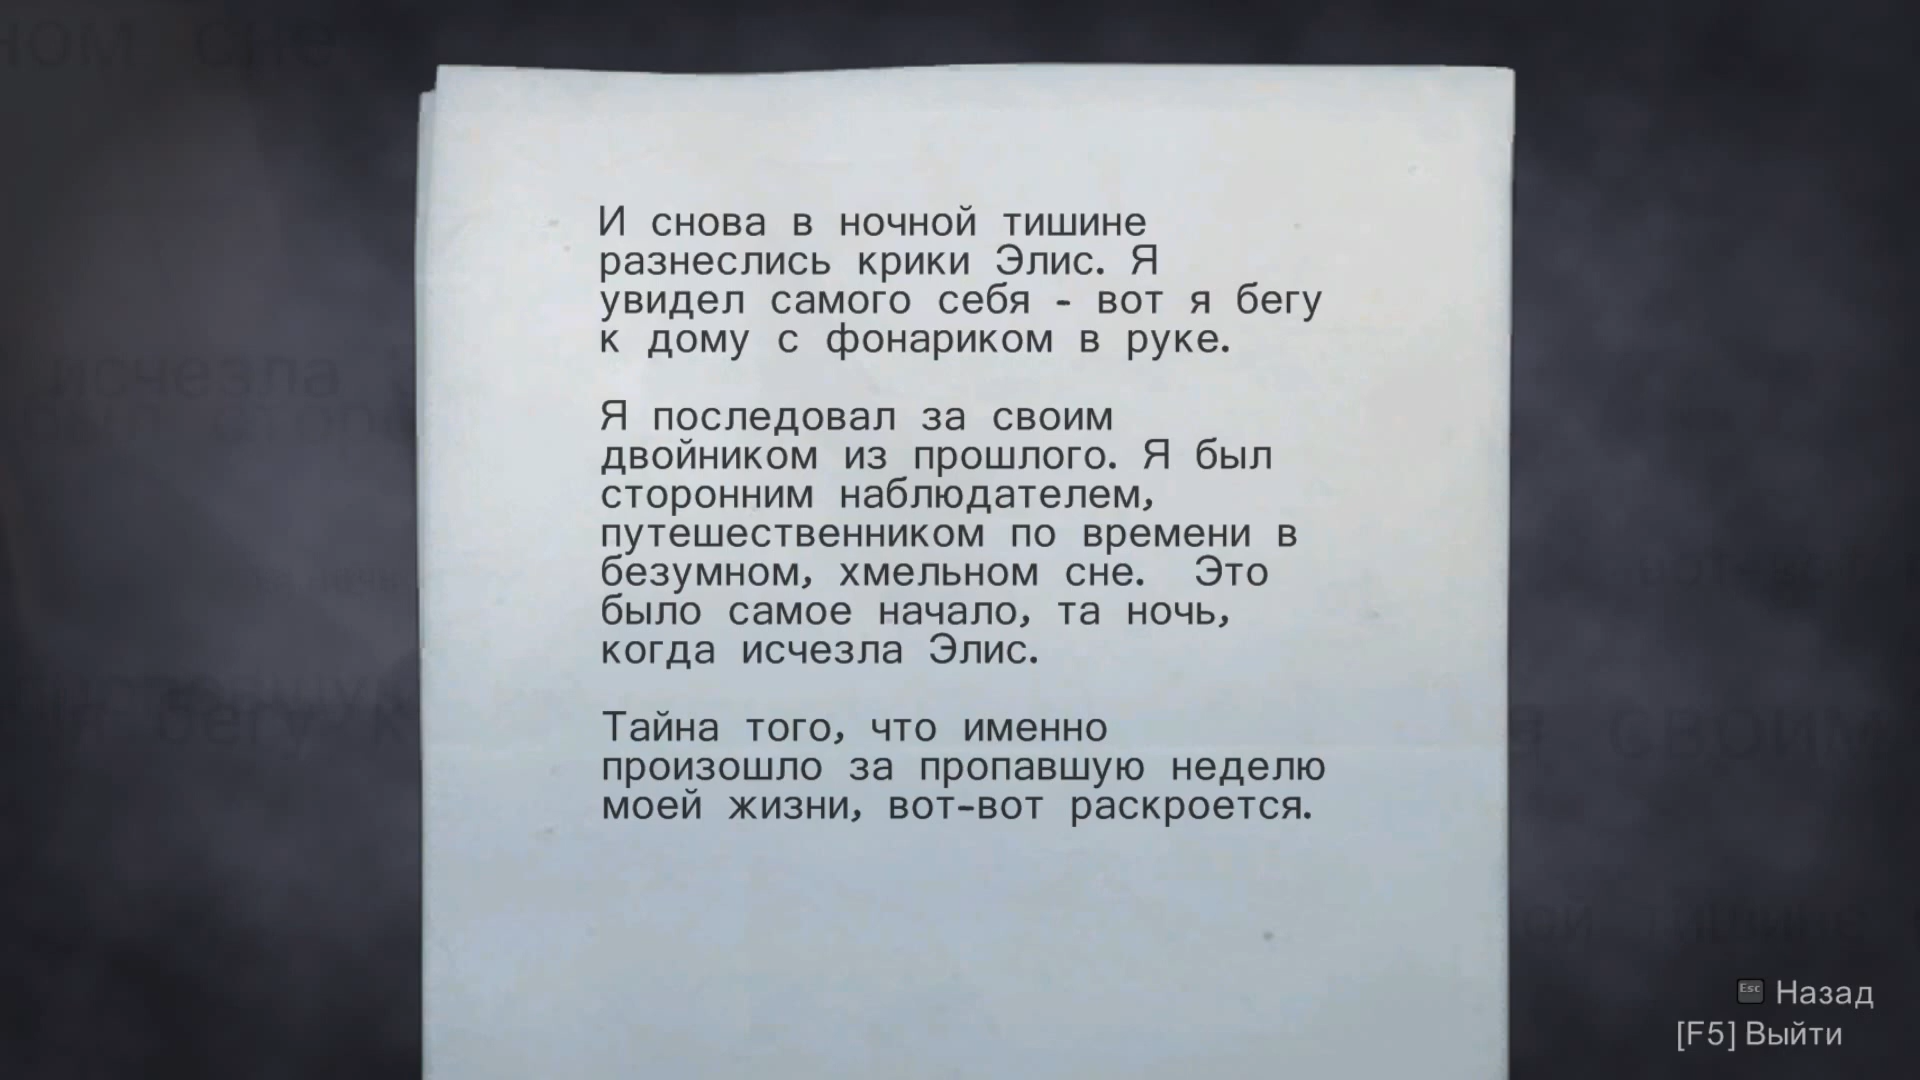 И снова в ночной тишине
разнеслись крики Элис. Я
увидел самого себя - вот я бегу
к дому с фонариком в руке.
Я последовал за своим
двойником из прошлого. Я был
сторонним наблюдателем,
путешественником по времени в
безумном, хмельном сне.  Это
было самое начало, та ночь,
когда исчезла Элис.
Тайна того, что именно
произошло за пропавшую неделю
моей жизни, вот-вот раскроется.
Esc Назад
[F5] Выйти